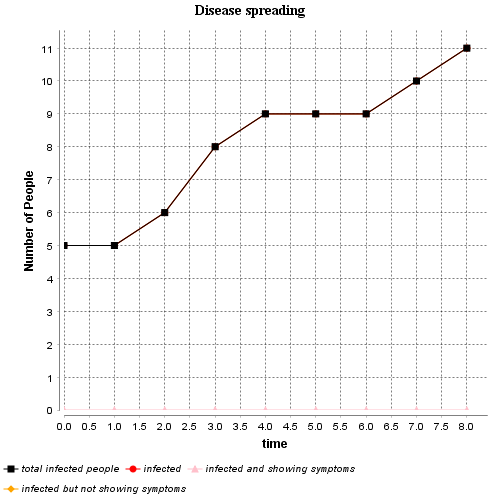 Disease spreading
Number of People
11
10
9
8
7
6
5
4
3
2
1
0
0.0 0.5 1.0 1.5 2.0 2.5 3.0 3.5 4.0 4.5 5.0 5.5 6.0 6.5 7.0 7.5 8.0
time
total infected people infected infected and showing symptoms
infected but not showing symptoms